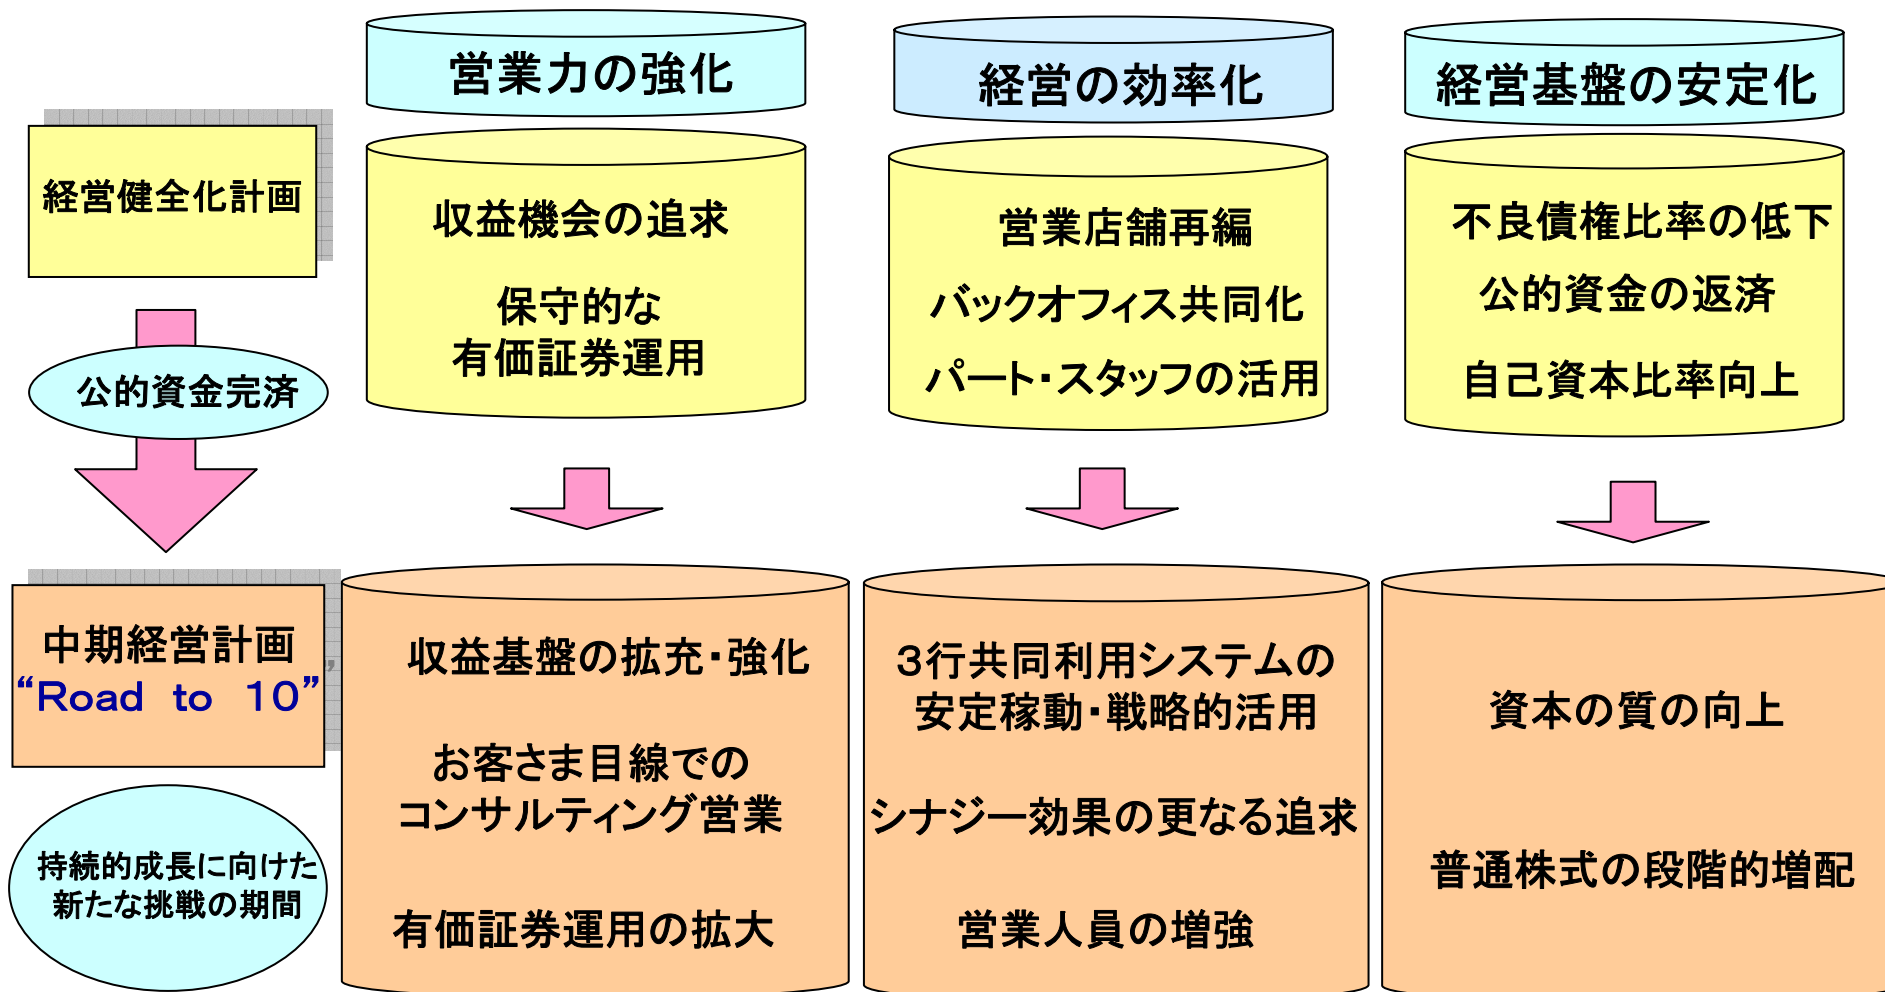 営業力の強化
経営の効率化
経営基盤の安定化
経営健全化計画
収益機会の追求
保守的な
有価証券運用
営業店舗再編
バックオフィス共同化
パート・スタッフの活用
不良債権比率の低下
公的資金の返済
自己資本比率向上
公的資金完済
中期経営計画
“Road to 10”
収益基盤の拡充・強化
お客さま目線での
コンサルティング営業
有価証券運用の拡大
3行共同利用システムの
安定稼動・戦略的活用
シナジー効果の更なる追求
営業人員の増強
資本の質の向上
普通株式の段階的増配
持続的成長に向けた
新たな挑戦の期間